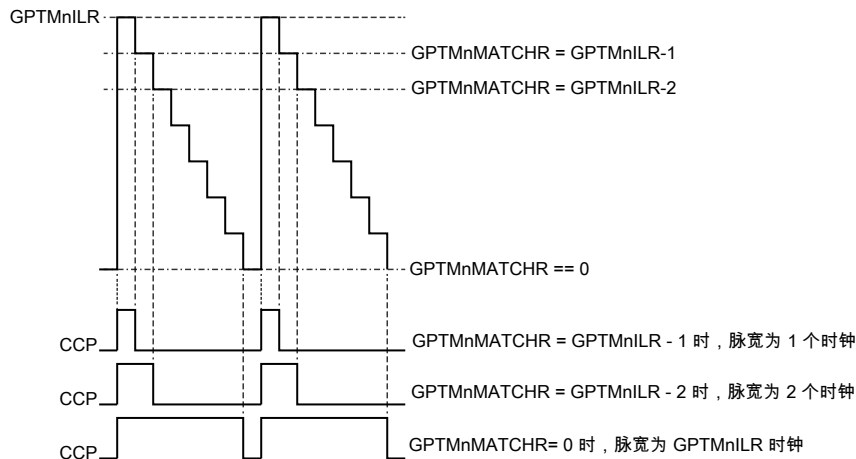 GPTMnILR
GPTMnMATCHR = GPTMnILR-1
GPTMnMATCHR = GPTMnILR-2
GPTMnMATCHR == 0
CCP
GPTMnMATCHR = GPTMnILR - 1 时，脉宽为 1 个时钟
CCP
GPTMnMATCHR = GPTMnILR - 2 时，脉宽为 2 个时钟
CCP
GPTMnMATCHR= 0 时，脉宽为 GPTMnILR 时钟